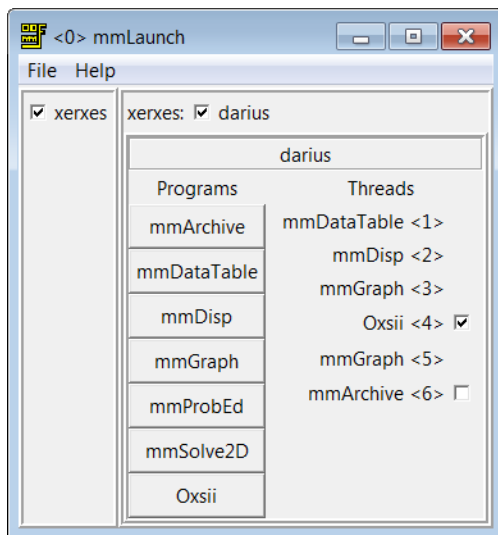 <0> mmLaunch
File Help
xerxes
xerxes: darius
darius
Programs
mmArchive
mmDataTable
mmDisp
mmGraph
mmProbEd
mmSolve2D
Oxsii
Threads
mmDataTable <1>
mmDisp <2>
mmGraph <3>
Oxsii <4>
mmGraph <5>
mmArchive <6>